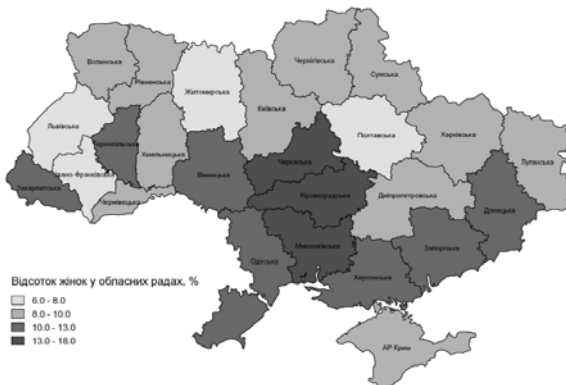 Волинська
Рівненська
Житомирська
Чернігівська
Сумська
Київська
Львівська
Тернопільська
Хмельницька
Полтавська
Харківська
Луганська
Черкаська
Івано-Франківська
Закарпатська
Вінницька
Кіровоградська
Чернівецька
Дніпропетровська
Донецька
Миколаївська
Запорізька
Одеська
Херсонська
АР Крим
Відсоток жінок у обласних радах, %
6.0 - 8.0
8.0 - 10.0
10.0 - 13.0
13.0 - 18.0